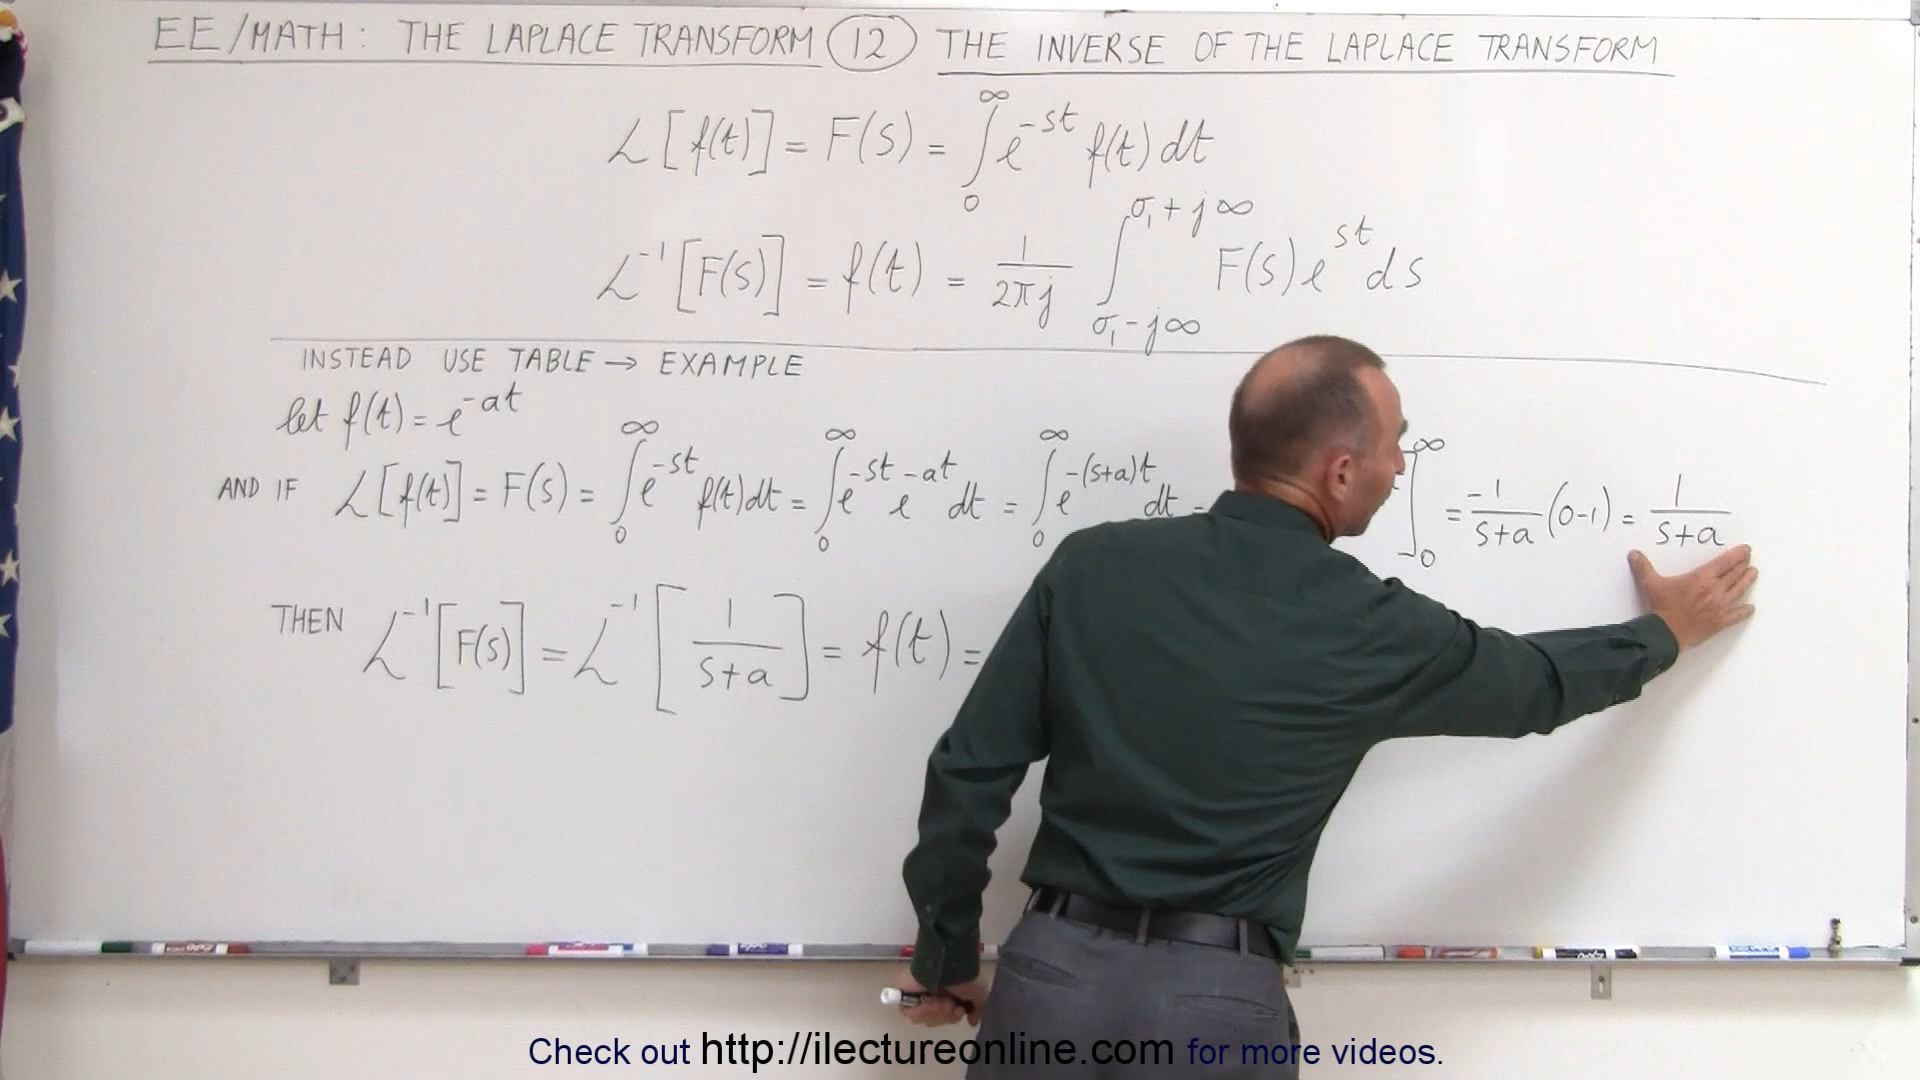 EE/MATH: THE LAPLACE TRANSFORM 12 THE INVERSE OF THE LAPLACE TRANSFORM
ℒ[f(t)] = F(s) = ∫₀^∞ e^(-st) f(t) dt
ℒ⁻¹[F(s)] = f(t) = 1/(2πj) ∫_(σ₁-j∞)^(σ₁+j∞) F(s) e^(st) ds
INSTEAD USE TABLE → EXAMPLE
let f(t) = e^(-at)
AND IF ℒ[f(t)] = F(s) = ∫₀^∞ e^(-st) f(t) dt = ∫₀^∞ e^(-st) e^(-at) dt = ∫₀^∞ e^(-(s+a)t) dt = ]₀^∞ = -1/(s+a) (0-1) = 1/(s+a)
THEN ℒ⁻¹[F(s)] = ℒ⁻¹[1/(s+a)] = f(t) =
Check out http://ilectureonline.com for more videos.